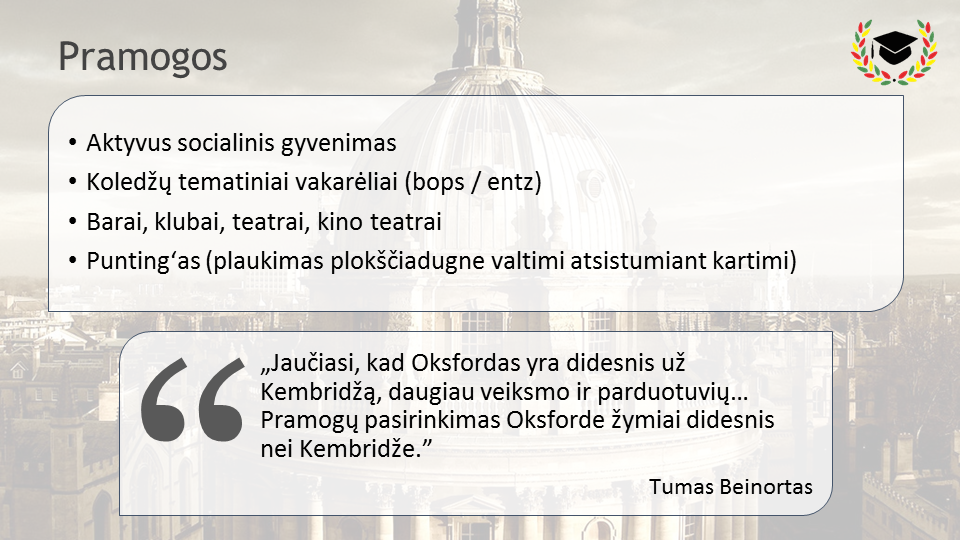 Pramogos
• Aktyvus socialinis gyvenimas
• Koledžų tematiniai vakarėliai (bops / entz)
• Barai, klubai, teatrai, kino teatrai
• Punting‘as (plaukimas plokščiadugne valtimi atsistumiant kartimi)
“
„Jaučiasi, kad Oksfordas yra didesnis už
Kembridžą, daugiau veiksmo ir parduotuvių...
Pramogų pasirinkimas Oksforde žymiai didesnis
nei Kembridže.”
Tumas Beinortas